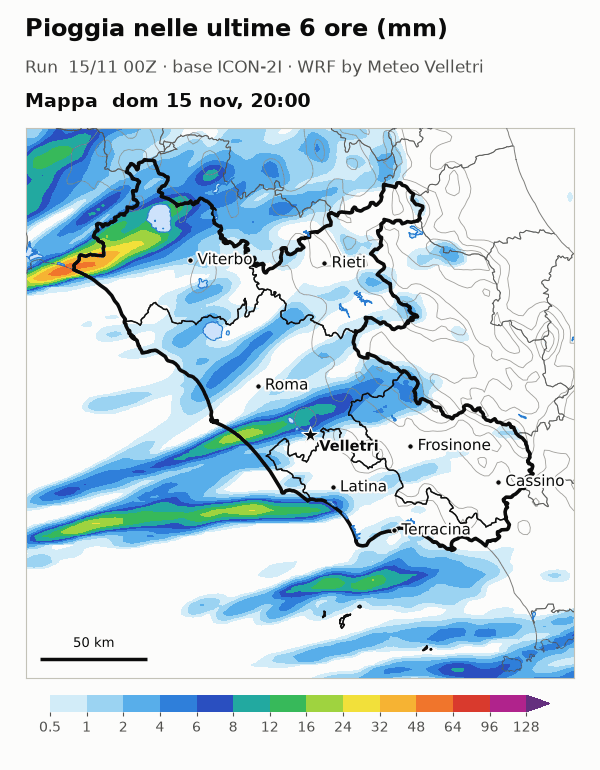 Pioggia nelle ultime 6 ore (mm)
Run  15/11 00Z · base ICON-2I · WRF by Meteo Velletri
Mappa  dom 15 nov, 20:00
Viterbo
Rieti
Roma
Velletri
Frosinone
Latina
Cassino
Terracina
50 km
0.5 1 2 4 6 8 12 16 24 32 48 64 96 128